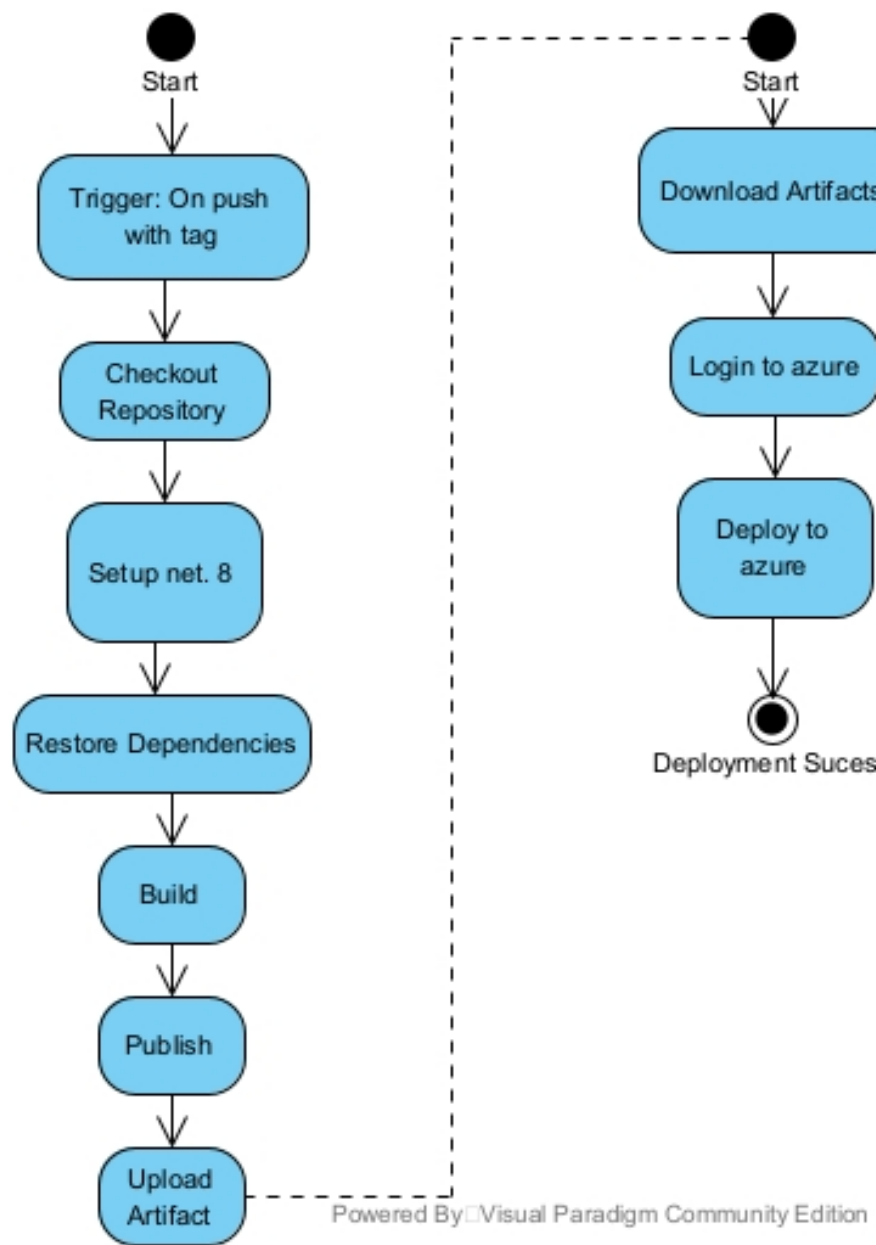 Start
Trigger: On push
with tag
Checkout
Repository
Setup net. 8
Restore Dependencies
Build
Publish
Upload
Artifact
Start
Download Artifacts
Login to azure
Deploy to
azure
Deployment Suces
Powered By Visual Paradigm Community Edition